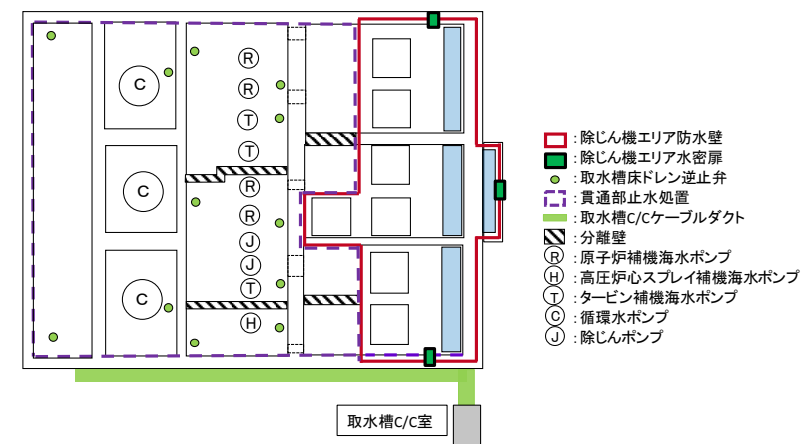 C
C
C
R
R
T
T
R
R
J
J
T
H
取水槽C/C室
：除じん機エリア防水壁
：除じん機エリア水密扉
：取水槽床ドレン逆止弁
：貫通部止水処置
：取水槽C/Cケーブルダクト
：分離壁
R：原子炉補機海水ポンプ
H：高圧炉心スプレイ補機海水ポンプ
T：タービン補機海水ポンプ
C：循環水ポンプ
J：除じんポンプ